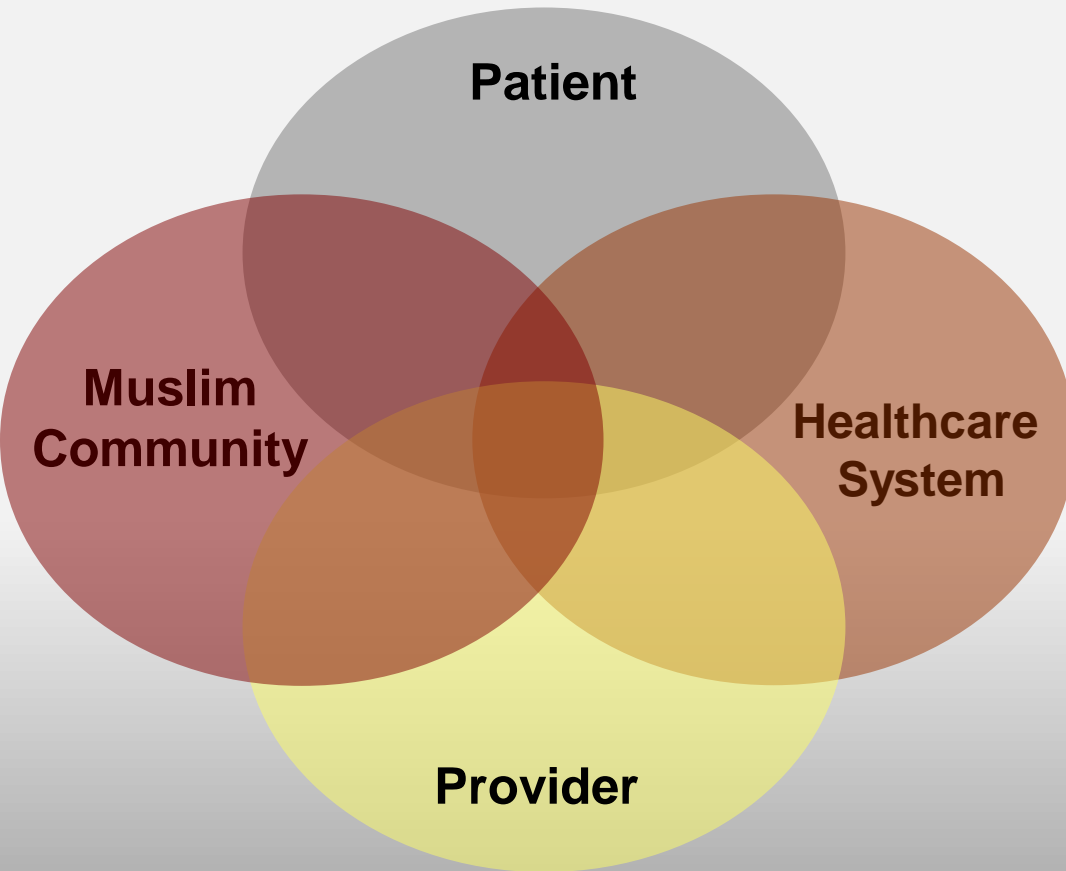 Patient
Muslim
Community
Healthcare
System
Provider